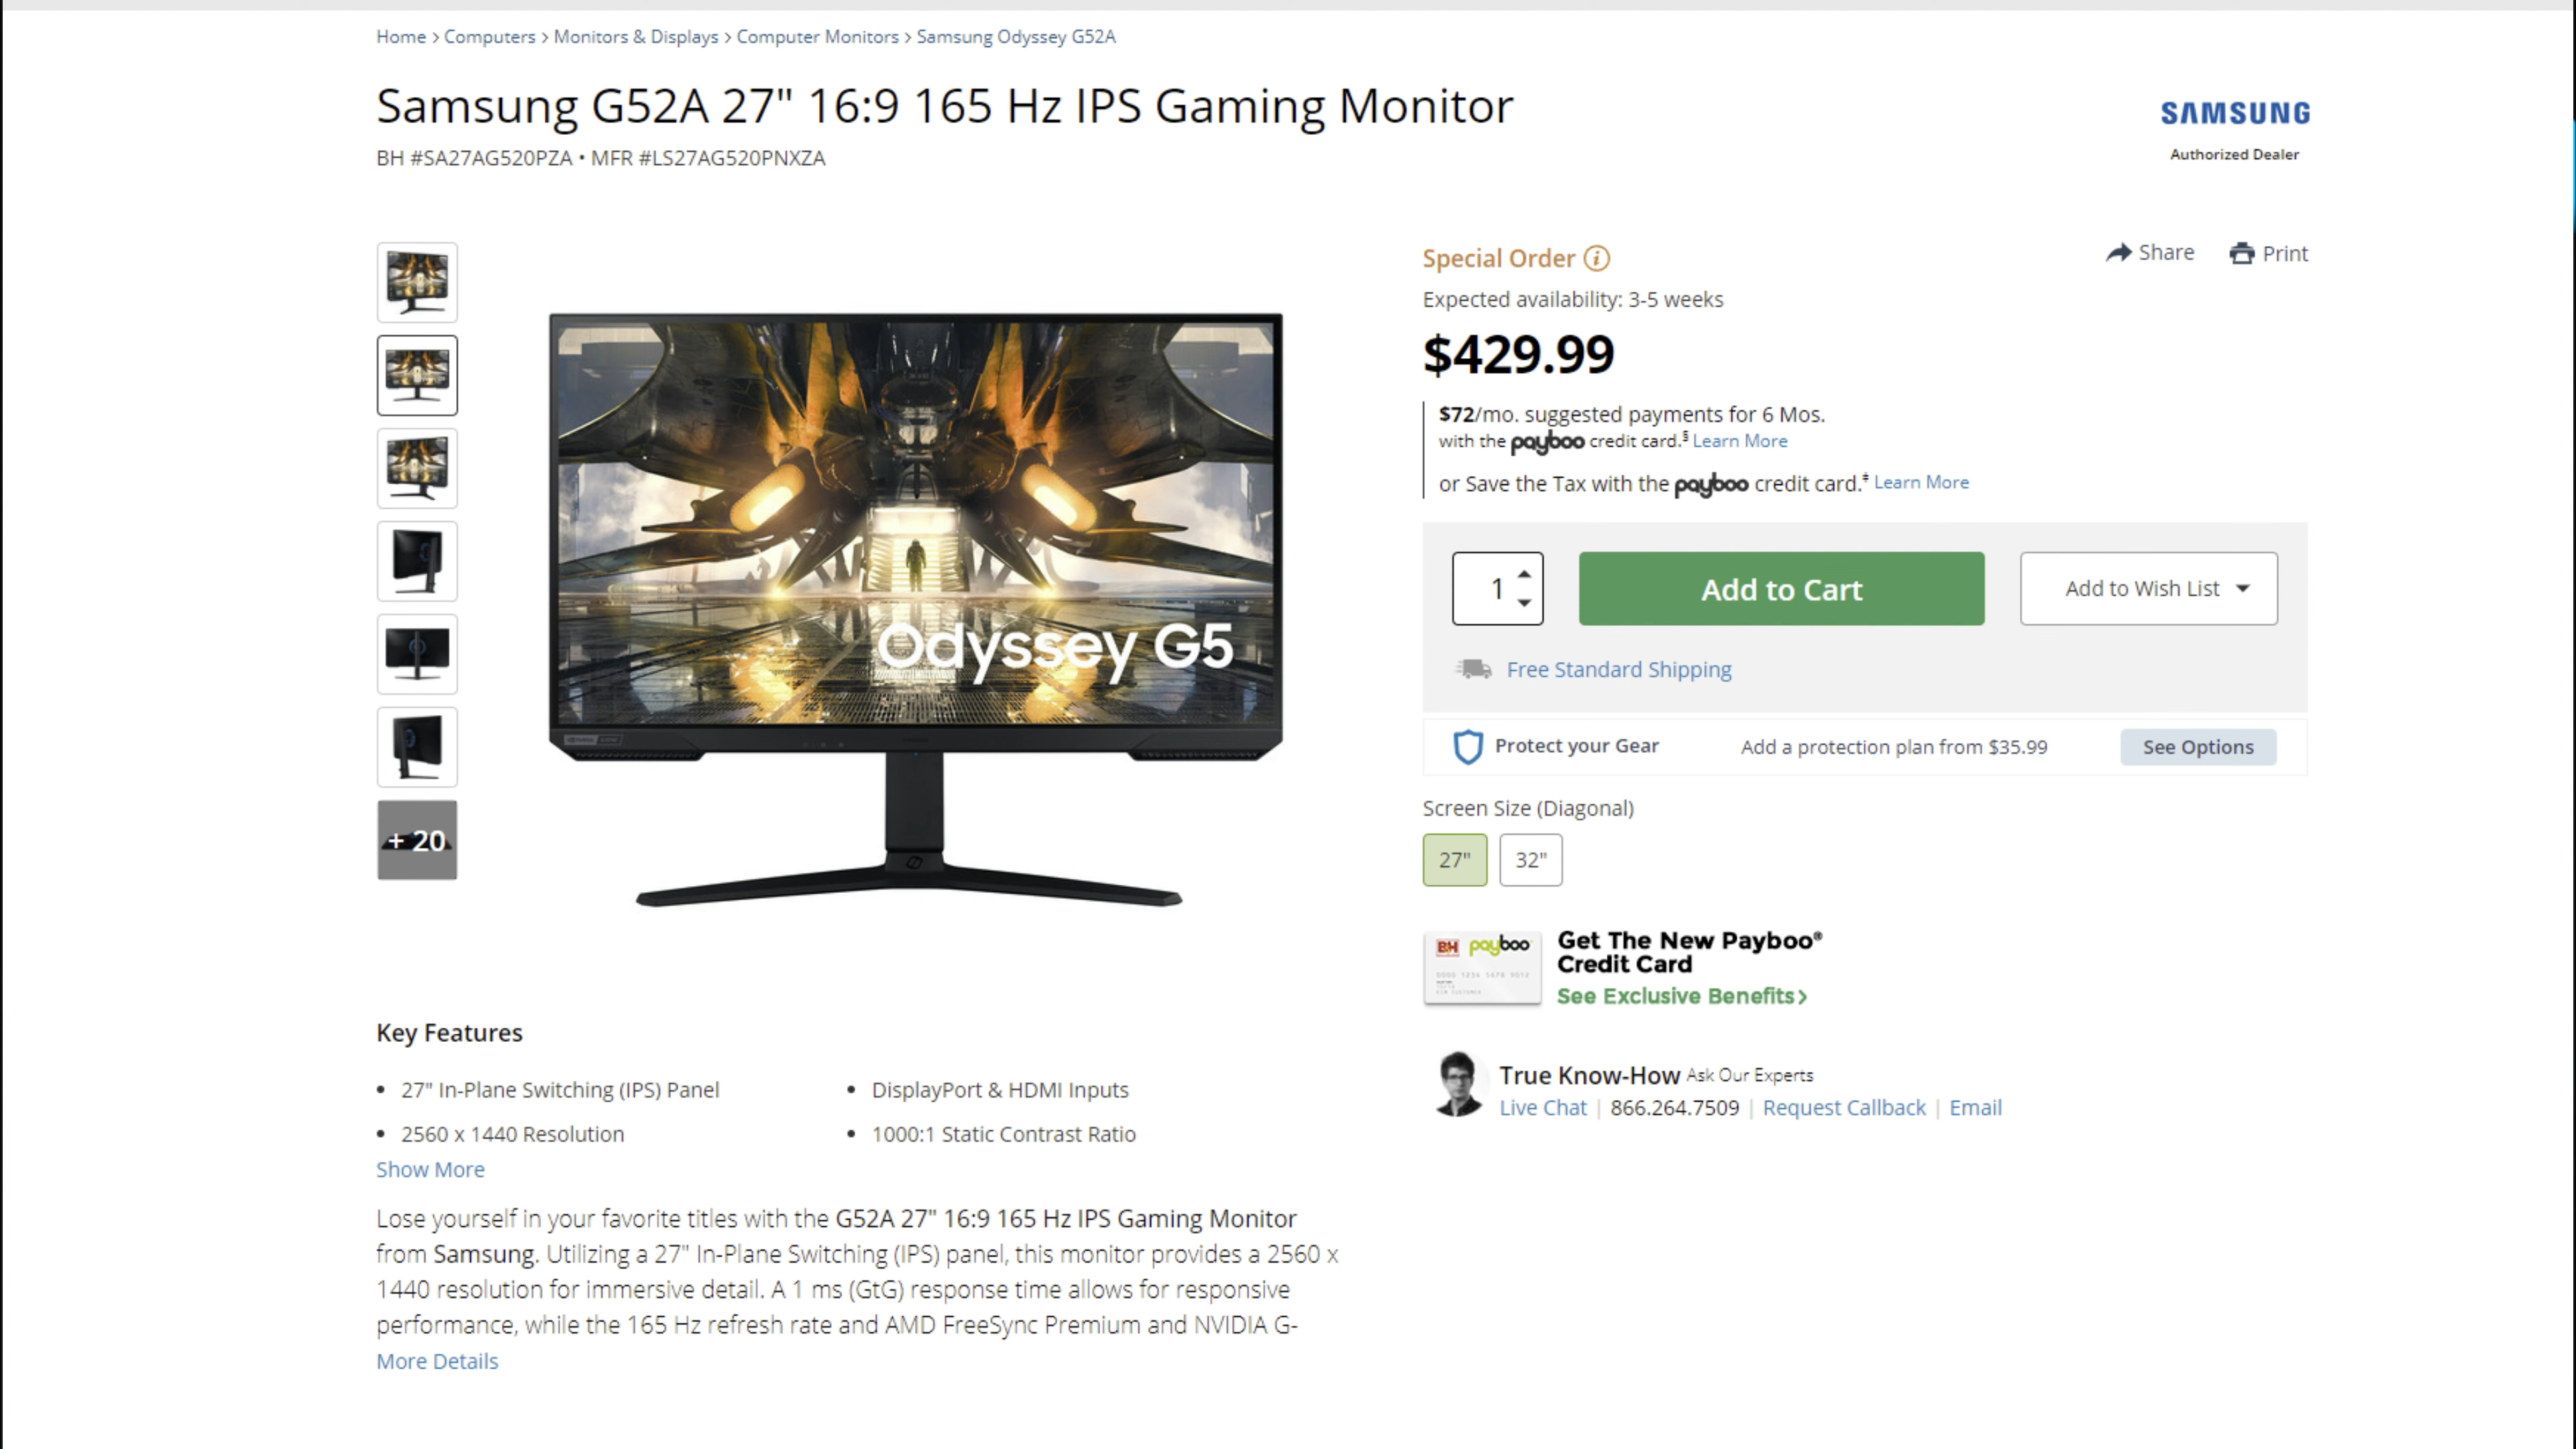 Home > Computers > Monitors & Displays > Computer Monitors > Samsung Odyssey G52A
Samsung G52A 27" 16:9 165 Hz IPS Gaming Monitor
BH #SA27AG520PZA • MFR #LS27AG520PNXZA
SAMSUNG
Authorized Dealer
Special Order
Share
Print
Expected availability: 3-5 weeks
$429.99
$72/mo. suggested payments for 6 Mos.
with the payboo credit card.§ Learn More
or Save the Tax with the payboo credit card.‡ Learn More
1
Add to Cart
Add to Wish List
Free Standard Shipping
Protect your Gear
Add a protection plan from $35.99
See Options
Screen Size (Diagonal)
27"
32"
Odyssey G5
+ 20
BH payboo
Get The New Payboo®
Credit Card
See Exclusive Benefits >
True Know-How Ask Our Experts
Live Chat | 866.264.7509 | Request Callback | Email
Key Features
• 27" In-Plane Switching (IPS) Panel
• 2560 x 1440 Resolution
• DisplayPort & HDMI Inputs
• 1000:1 Static Contrast Ratio
Show More
Lose yourself in your favorite titles with the G52A 27" 16:9 165 Hz IPS Gaming Monitor
from Samsung. Utilizing a 27" In-Plane Switching (IPS) panel, this monitor provides a 2560 x
1440 resolution for immersive detail. A 1 ms (GtG) response time allows for responsive
performance, while the 165 Hz refresh rate and AMD FreeSync Premium and NVIDIA G-
More Details